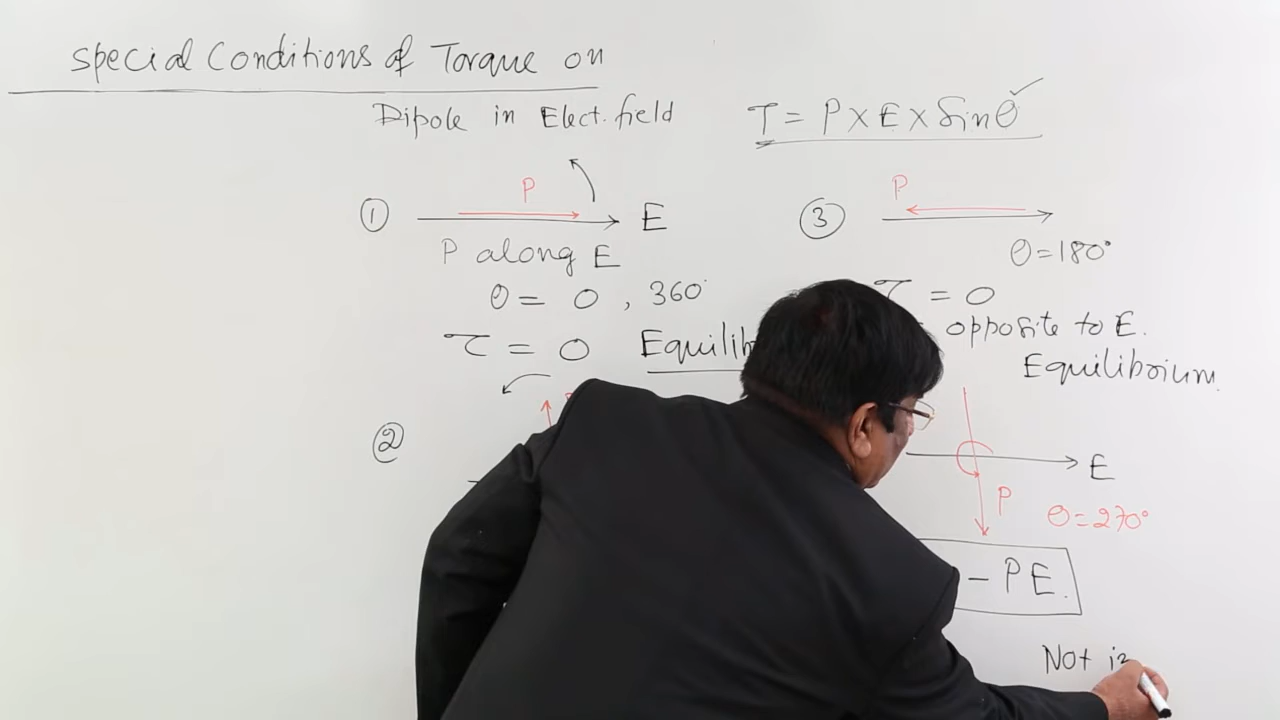 Special Conditions of Torque on
Dipole in Elect. field
τ = P × E × Sin θ
① P E
P along E
θ = 0, 360°
τ = 0
②
③ P
θ = 180°
τ = 0
opposite to E.
Equilibrium.
E
P
θ = 270°
- PE.
Not